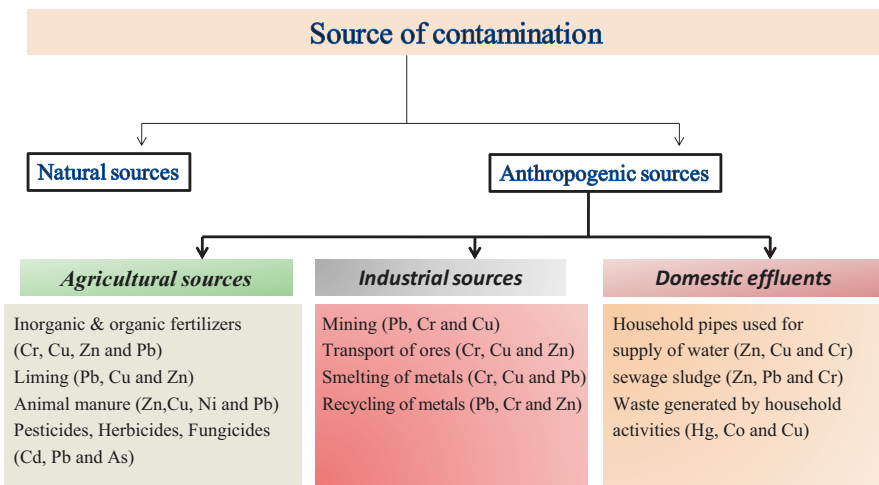 Source of contamination
Natural sources
Anthropogenic sources
Agricultural sources
Inorganic & organic fertilizers
(Cr, Cu, Zn and Pb)
Liming (Pb, Cu and Zn)
Animal manure (Zn,Cu, Ni and Pb)
Pesticides, Herbicides, Fungicides
(Cd, Pb and As)
Industrial sources
Mining (Pb, Cr and Cu)
Transport of ores (Cr, Cu and Zn)
Smelting of metals (Cr, Cu and Pb)
Recycling of metals (Pb, Cr and Zn)
Domestic effluents
Household pipes used for
supply of water (Zn, Cu and Cr)
sewage sludge (Zn, Pb and Cr)
Waste generated by household
activities (Hg, Co and Cu)